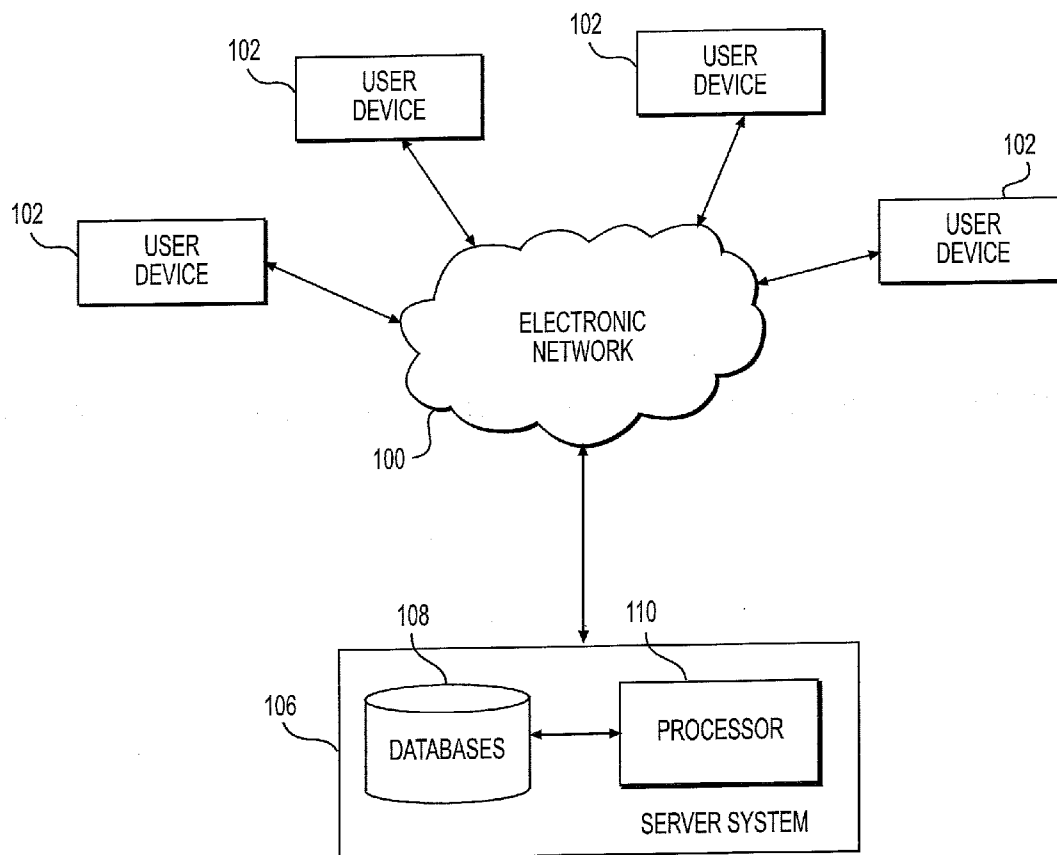 102
USER
DEVICE
102
USER
DEVICE
102
USER
DEVICE
102
USER
DEVICE
ELECTRONIC
NETWORK
100
108
110
106
DATABASES
PROCESSOR
SERVER SYSTEM